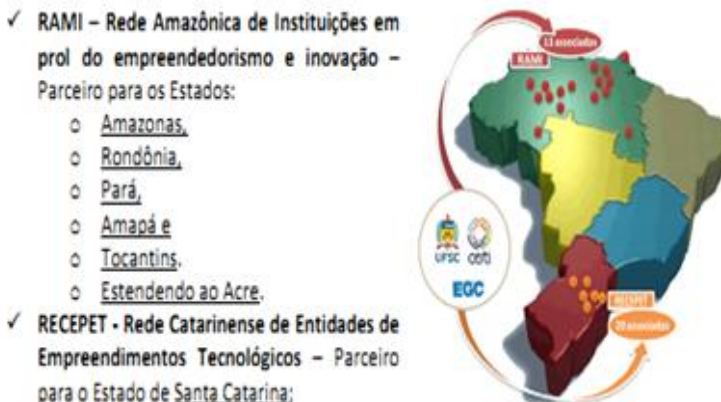 ✓ RAMI – Rede Amazônica de Instituições em
prol do empreendedorismo e inovação –
Parceiro para os Estados:
o Amazonas,
o Rondônia,
o Pará,
o Amapá e
o Tocantins.
o Estendendo ao Acre.
✓ RECEPET - Rede Catarinense de Entidades de
Empreendimentos Tecnológicos – Parceiro
para o Estado de Santa Catarina:
13 associados
RAMI
UFSC
EGC
RECEPET
20 associados